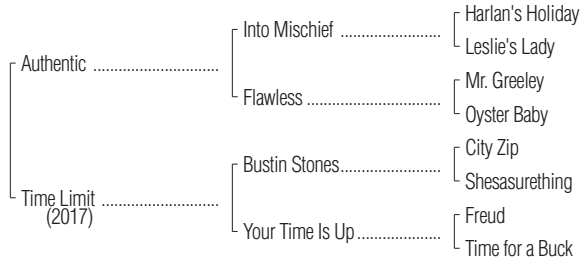 Harlan's Holiday
Into Mischief
Leslie's Lady
Authentic
Mr. Greeley
Flawless
Oyster Baby
City Zip
Bustin Stones
Shesasurething
Time Limit
(2017)
Freud
Your Time Is Up
Time for a Buck